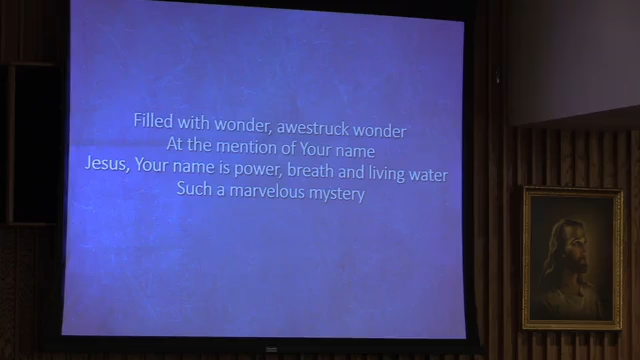 Filled with wonder, awestruck wonder
At the mention of Your name
Jesus, Your name is power, breath and living water
Such a marvelous mystery